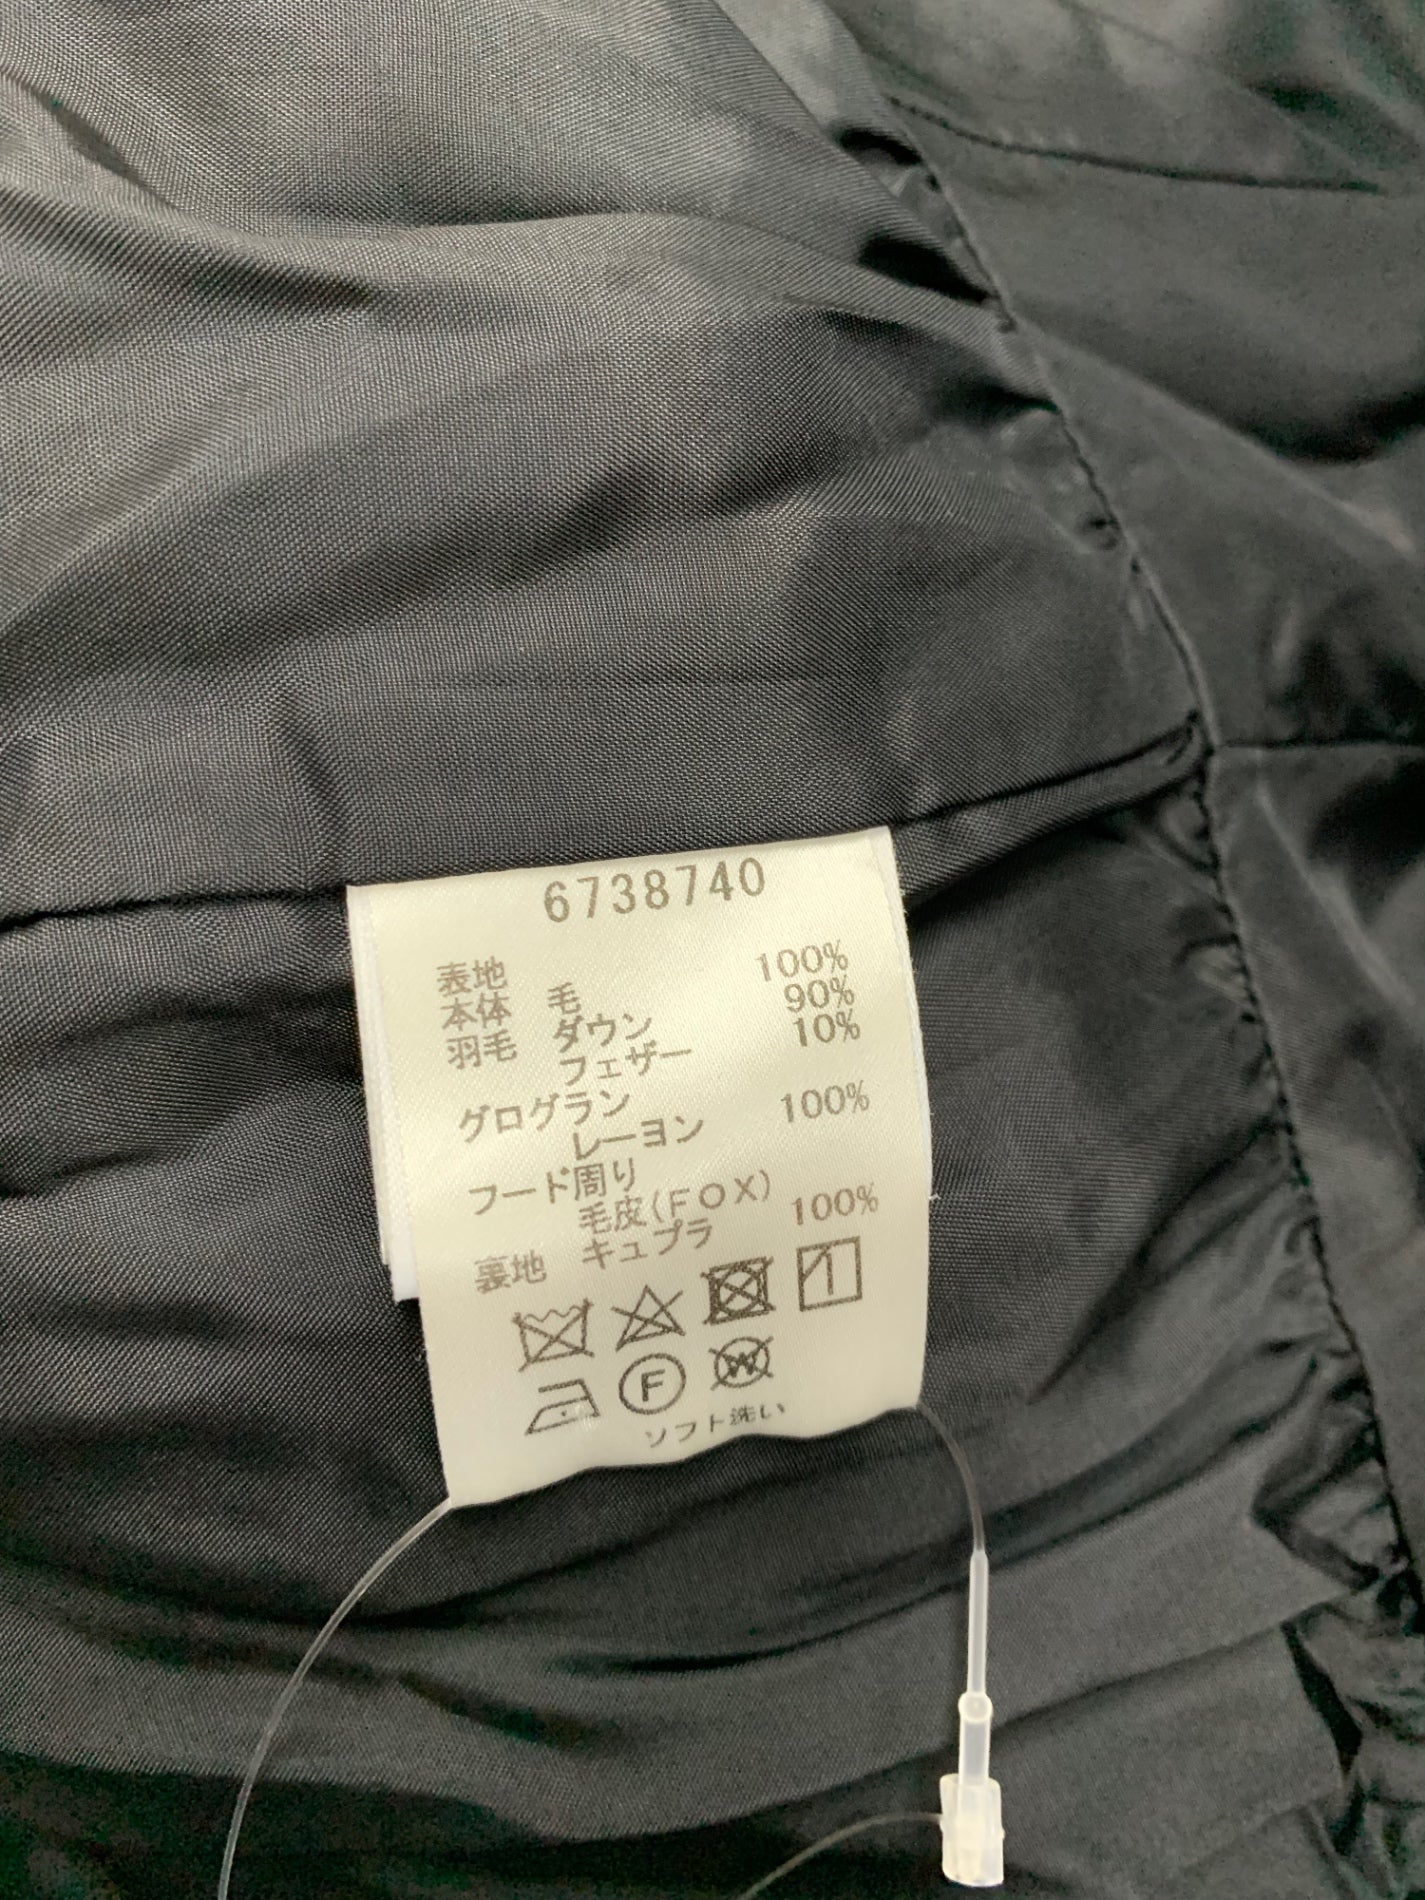 6738740
表地
本体 毛 100%
羽毛 ダウン 90%
フェザー 10%
グログラン
レーヨン 100%
フード周り
毛皮(FOX)
裏地 キュプラ 100%
F
W
ソフト洗い